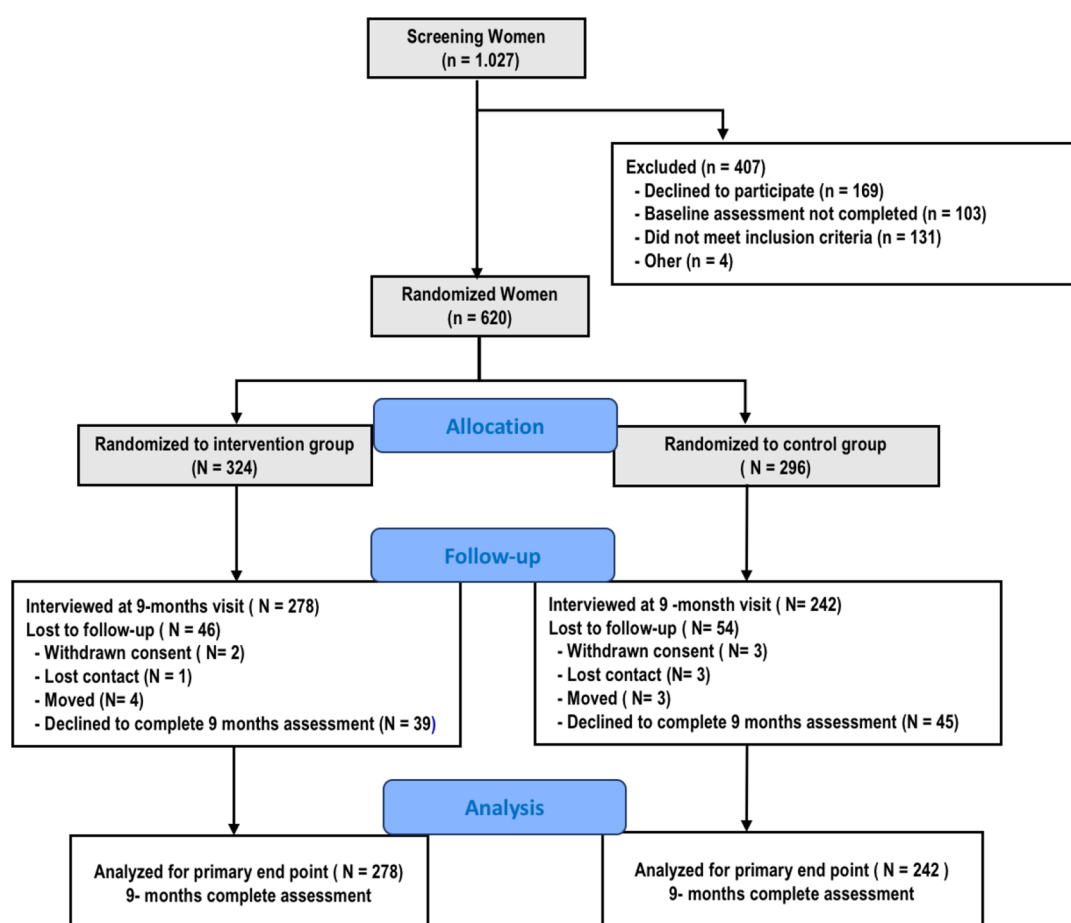 Screening Women
(n = 1.027)
Excluded (n = 407)
- Declined to participate (n = 169)
- Baseline assessment not completed (n = 103)
- Did not meet inclusion criteria (n = 131)
- Oher (n = 4)
Randomized Women
(n = 620)
Allocation
Randomized to intervention group
(N = 324)
Randomized to control group
( N = 296)
Follow-up
Interviewed at 9-months visit ( N = 278)
Lost to follow-up ( N = 46)
- Withdrawn consent ( N= 2)
- Lost contact (N = 1)
- Moved (N= 4)
- Declined to complete 9 months assessment (N = 39)
Interviewed at 9 -monsth visit ( N= 242)
Lost to follow-up ( N= 54)
- Withdrawn consent ( N= 3)
- Lost contact (N= 3)
- Moved ( N= 3)
- Declined to complete 9 months assessment (N = 45)
Analysis
Analyzed for primary end point ( N = 278)
9- months complete assessment
Analyzed for primary end point ( N = 242 )
9- months complete assessment